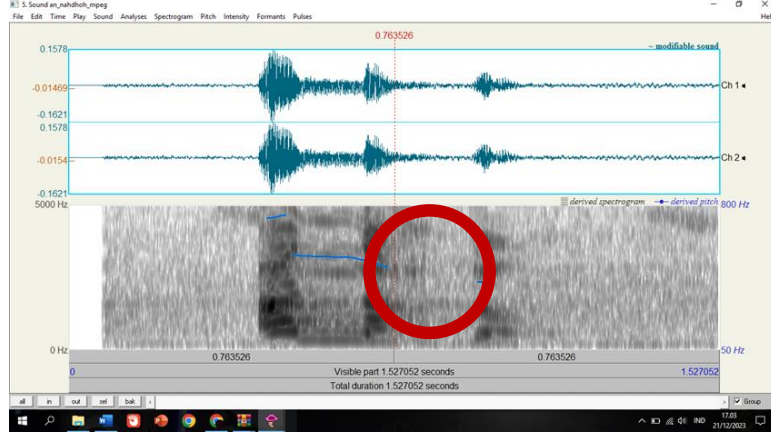 5. Sound an_nahdhoh_mpeg
File Edit Time Play Sound Analyses Spectrogram Pitch Intensity Formants Pulses Hel
0.763526
0.1578
~ modifiable sound
-0.01469
Ch 1
-0.1621
0.1578
-0.0154
Ch 2
-0.1621
5000 Hz
derived spectrogram derived pitch
800 Hz
0 Hz
50 Hz
0.763526 0.763526
0 Visible part 1.527052 seconds 1.527052
Total duration 1.527052 seconds
all in out sel bak Group
IND 17.03
21/12/2023